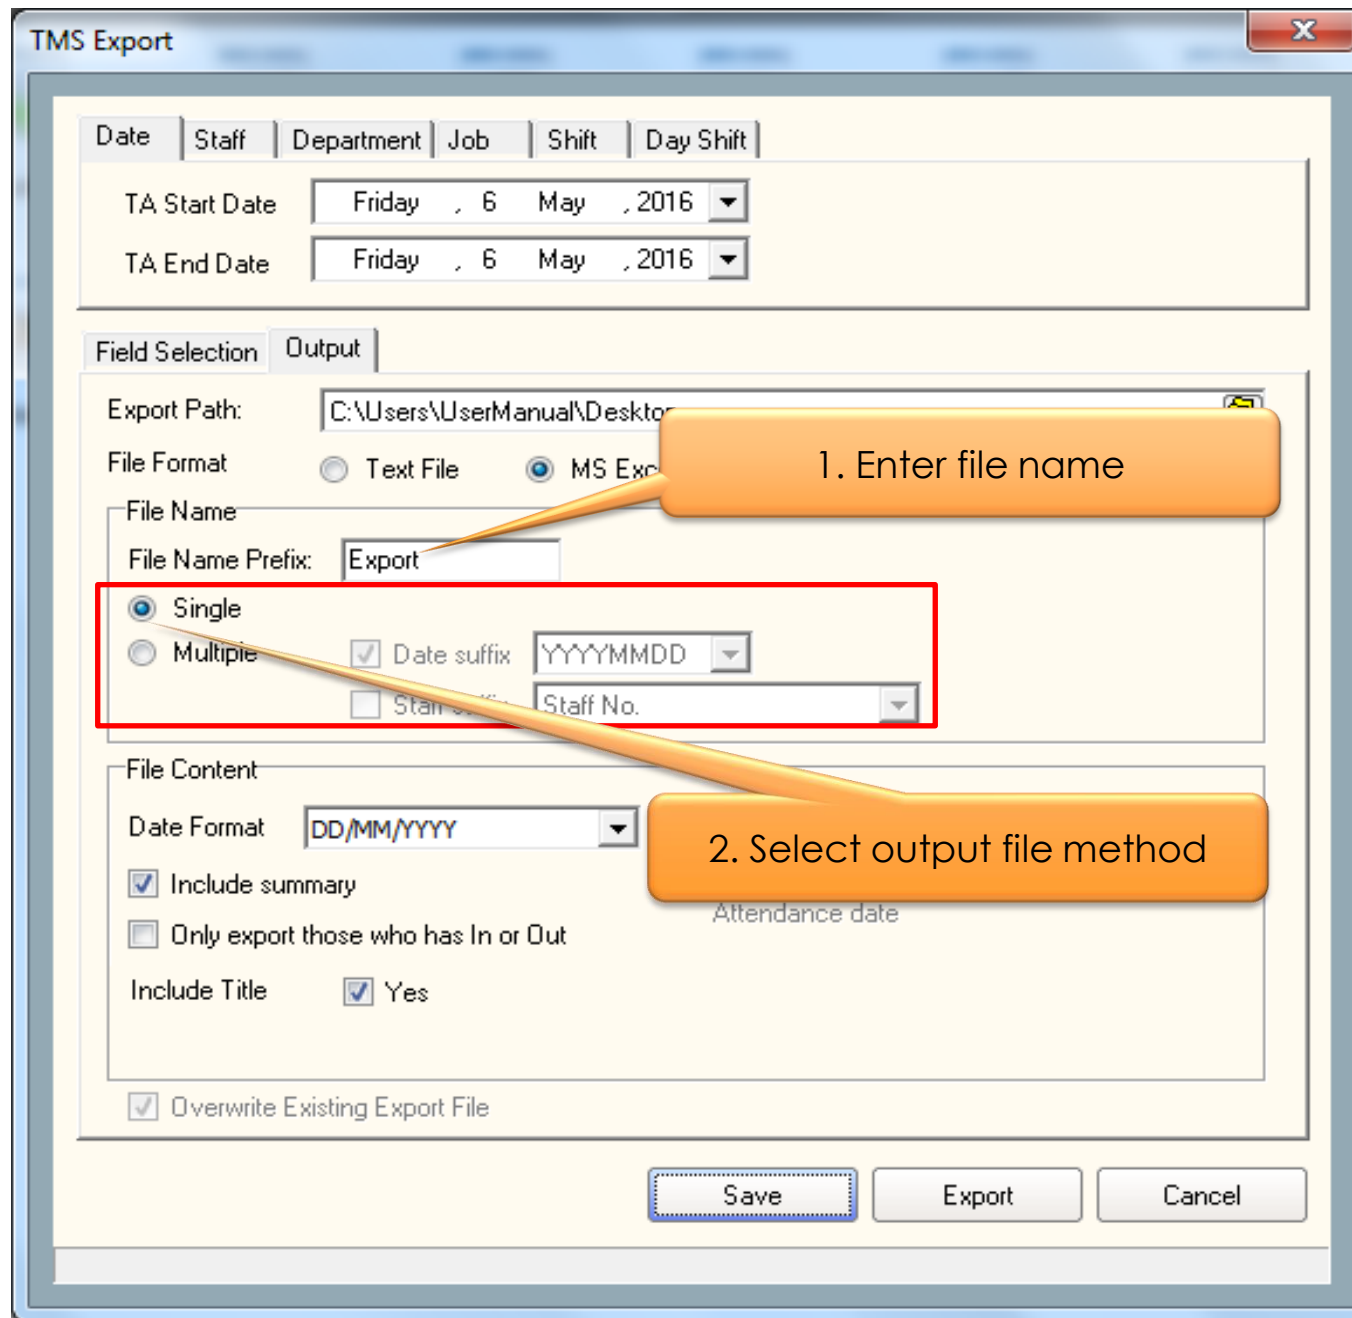 TMS Export
Date Staff Department Job Shift Day Shift
TA Start Date Friday , 6 May , 2016
TA End Date Friday , 6 May , 2016
Field Selection Output
Export Path: C:\Users\UserManual\Desktop
File Format Text File MS Exc
1. Enter file name
File Name
File Name Prefix: Export
Single
Multiple Date suffix YYYYMMDD
Staff suffix Staff No.
File Content
Date Format DD/MM/YYYY
2. Select output file method
Include summary
Attendance date
Only export those who has In or Out
Include Title Yes
Overwrite Existing Export File
Save Export Cancel